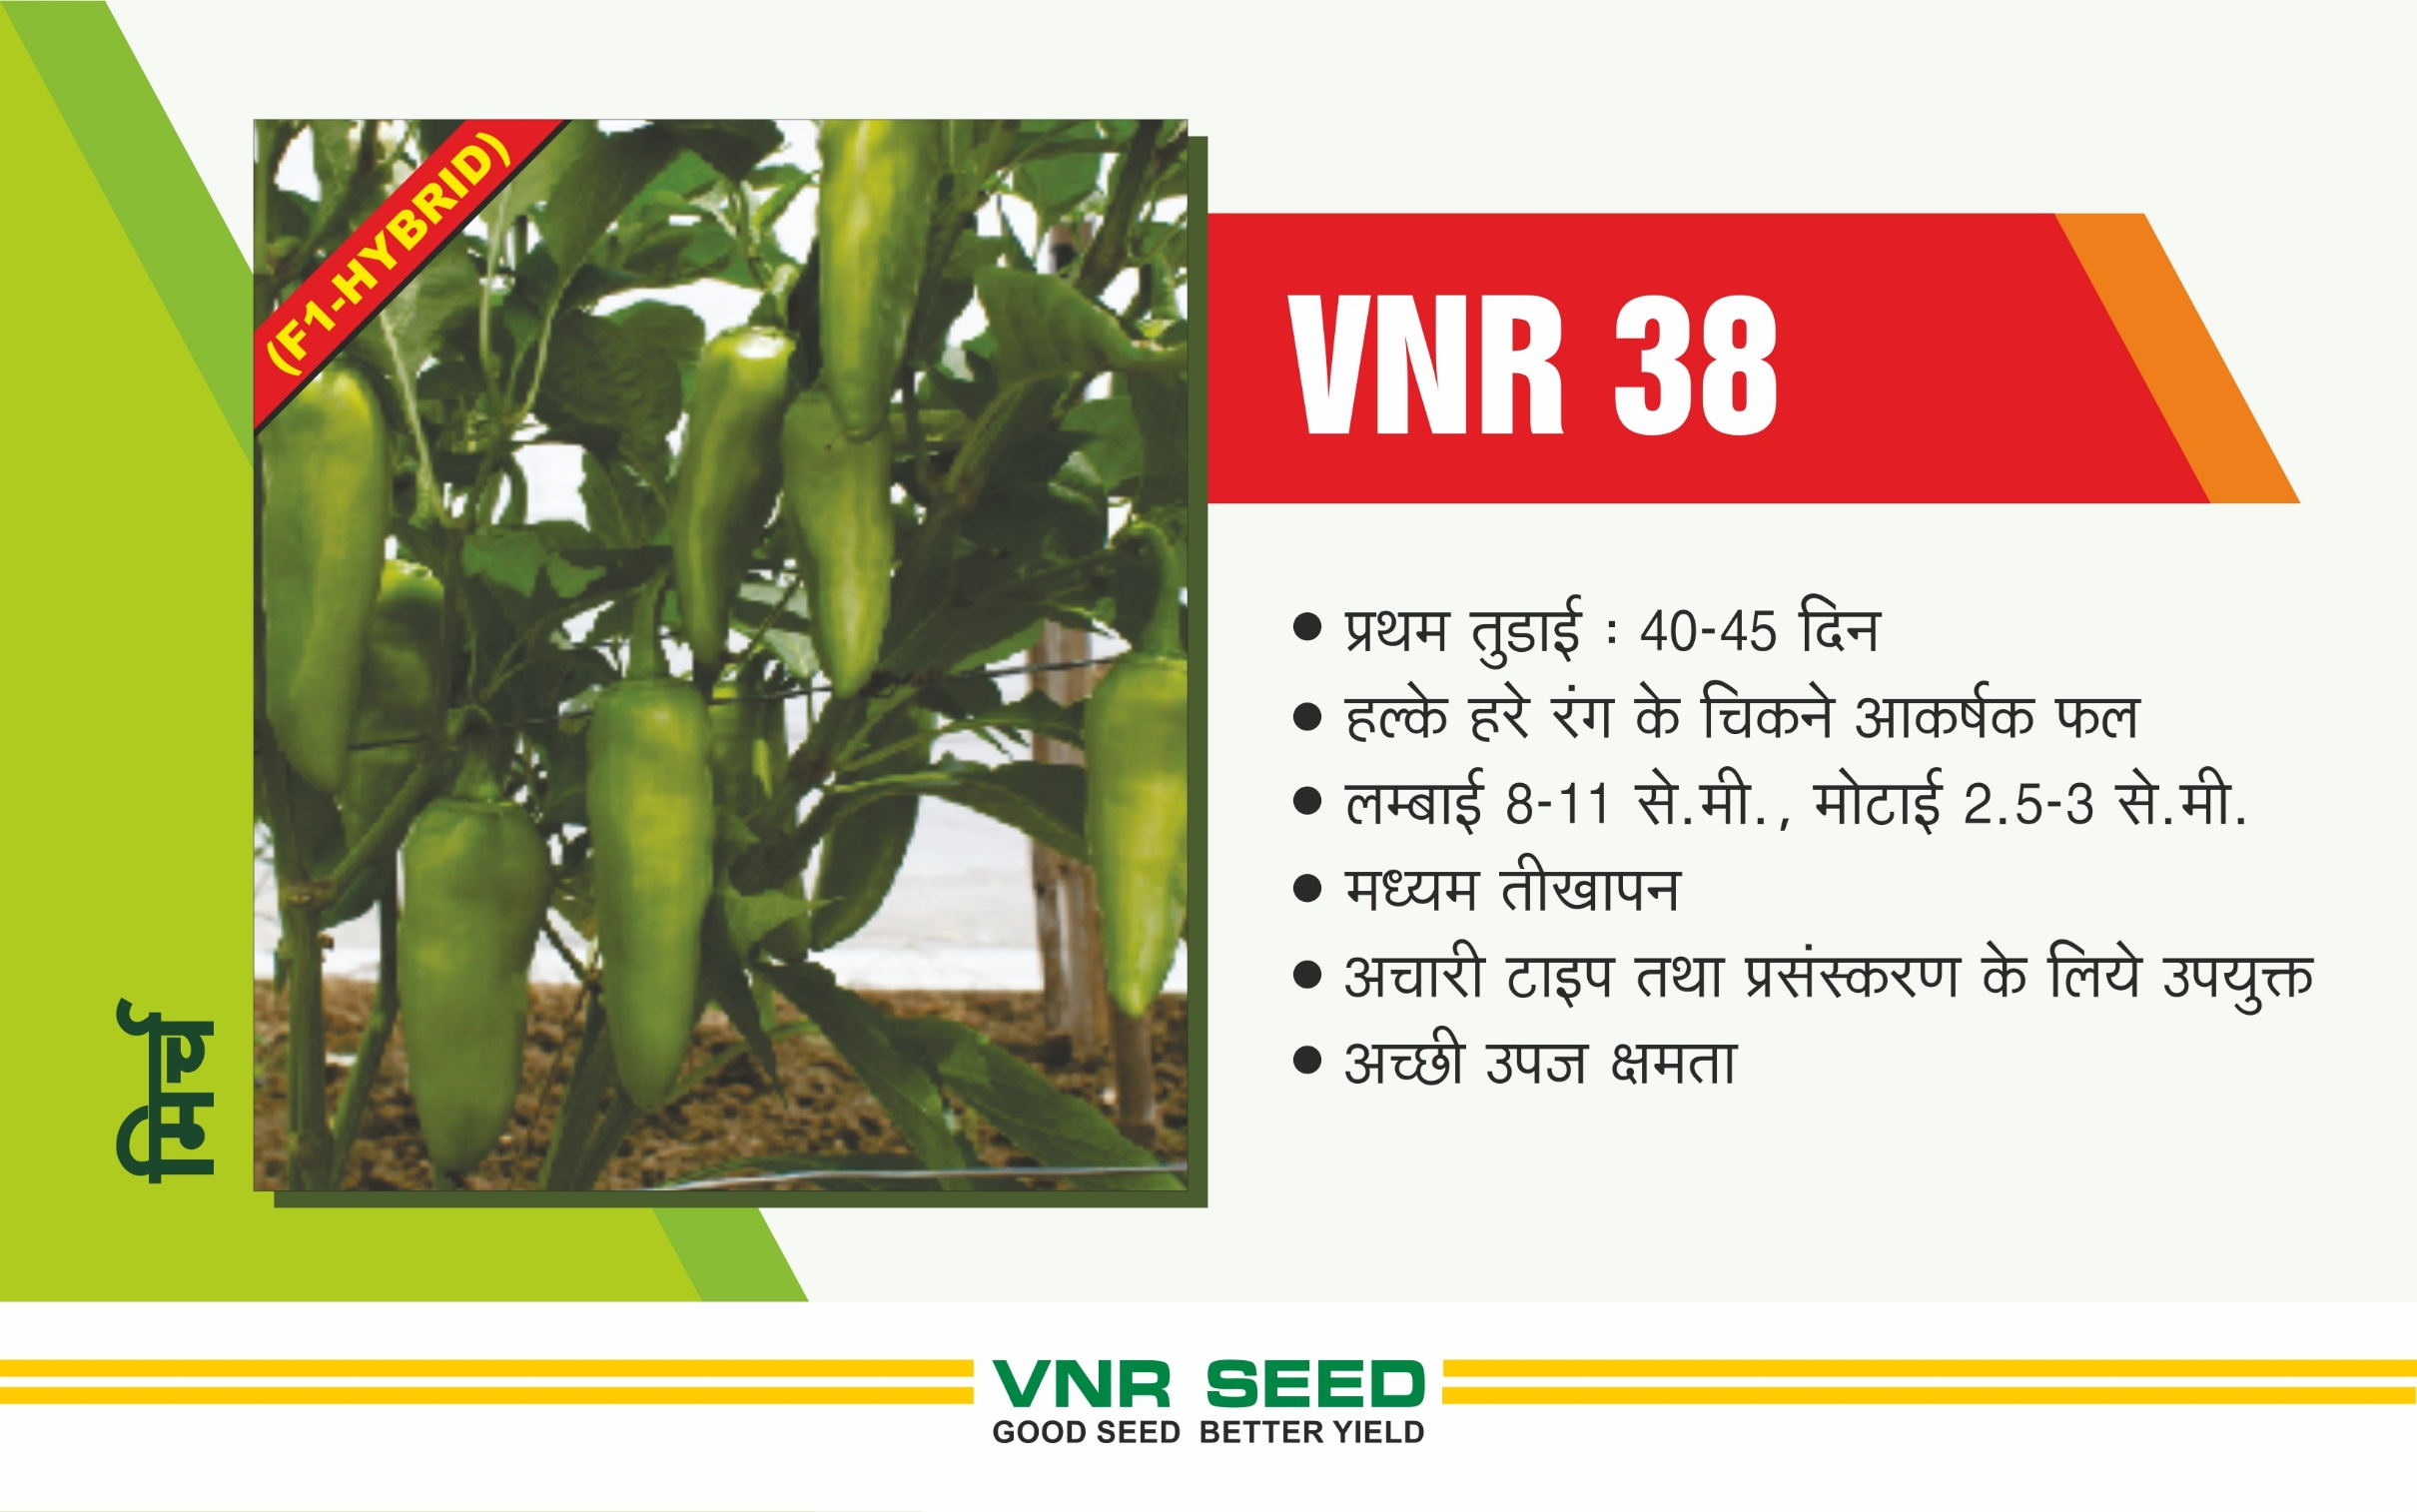 (F1-HYBRID)
VNR 38
• प्रथम तुडाई : 40-45 दिन
• हल्के हरे रंग के चिकने आकर्षक फल
• लम्बाई 8-11 से.मी., मोटाई 2.5-3 से.मी.
• मध्यम तीखापन
• अचारी टाइप तथा प्रसंस्करण के लिये उपयुक्त
• अच्छी उपज क्षमता
मिर्च
VNR SEED
GOOD SEED BETTER YIELD